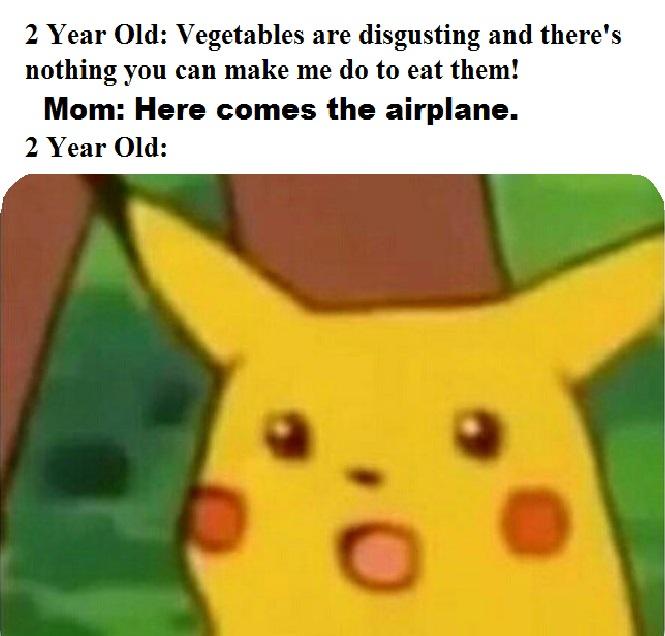 2 Year Old: Vegetables are disgusting and there's
nothing you can make me do to eat them!
Mom: Here comes the airplane.
2 Year Old: